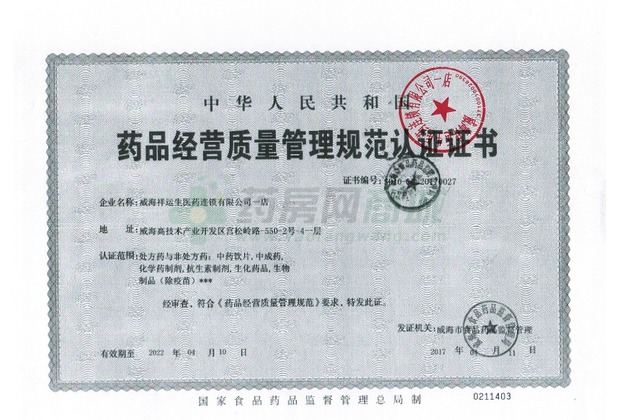 中华人民共和国
药品经营质量管理规范认证证书
证书编号:
企业名称:威海祥运生医药连锁有限公司一店
地 址:威海高技术产业开发区宫松岭路-550-2号-4一层
认证范围:处方药与非处方药:中药饮片,中成药,
化学药制剂,抗生素制剂,生化药品,生物
制品(除疫苗)***
经审查,符合《药品经营质量管理规范》要求,特发此证。
发证机关:威海市食品药品监督管理
有效期至 2022 年 04 月 10 日
2017 年 04 月 11 日
国家食品药品监督管理总局制
0211403
药房网商城
www.yaofangwang.com